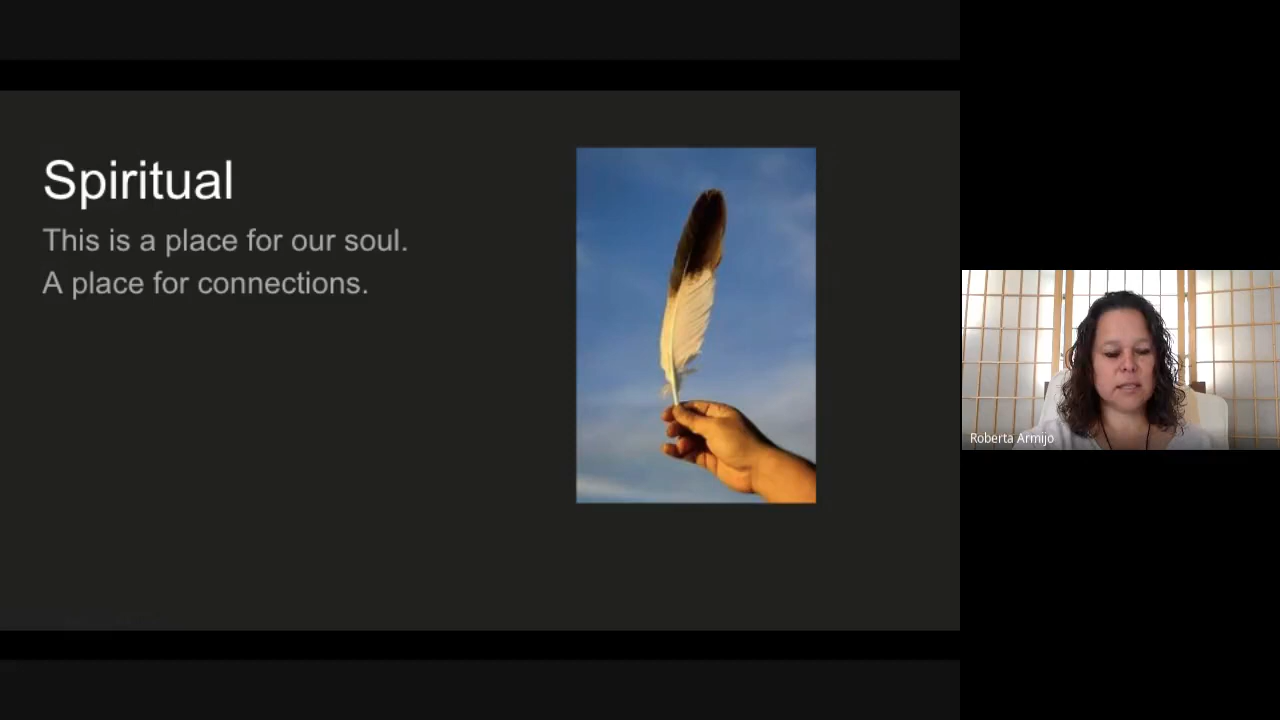 Spiritual
This is a place for our soul.
A place for connections.
Roberta Armijo